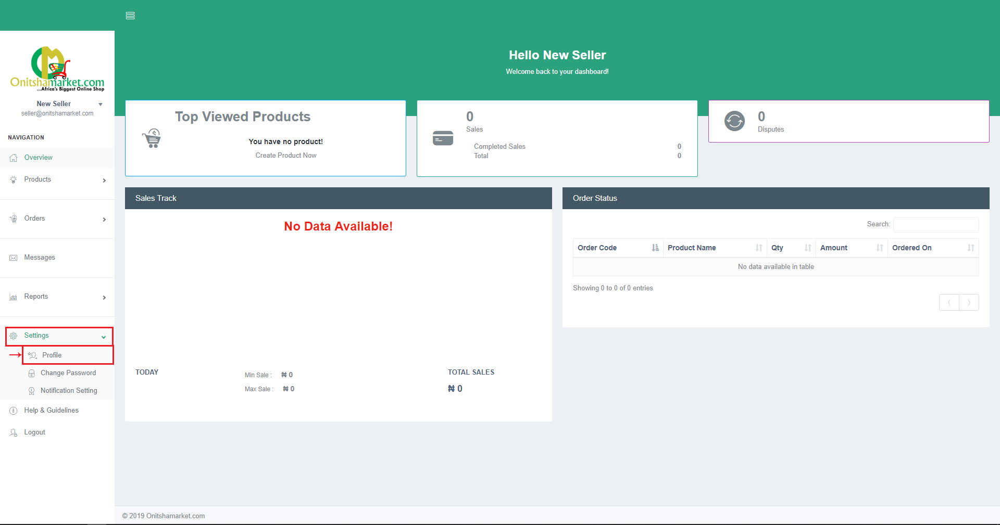 Onitshamarket.com
...Africa's Biggest Online Shop
New Seller
seller@onitshamarket.com
NAVIGATION
Overview
Products
Orders
Messages
Reports
Settings
Profile
Change Password
Notification Setting
Help & Guidelines
Logout
Hello New Seller
Welcome back to your dashboard!
Top Viewed Products
You have no product!
Create Product Now
0
Sales
Completed Sales 0
Total 0
0
Disputes
Sales Track
No Data Available!
TODAY
Min Sale : ₦ 0
Max Sale : ₦ 0
TOTAL SALES
₦ 0
Order Status
Search:
Order Code Product Name Qty Amount Ordered On
No data available in table
Showing 0 to 0 of 0 entries
© 2019 Onitshamarket.com